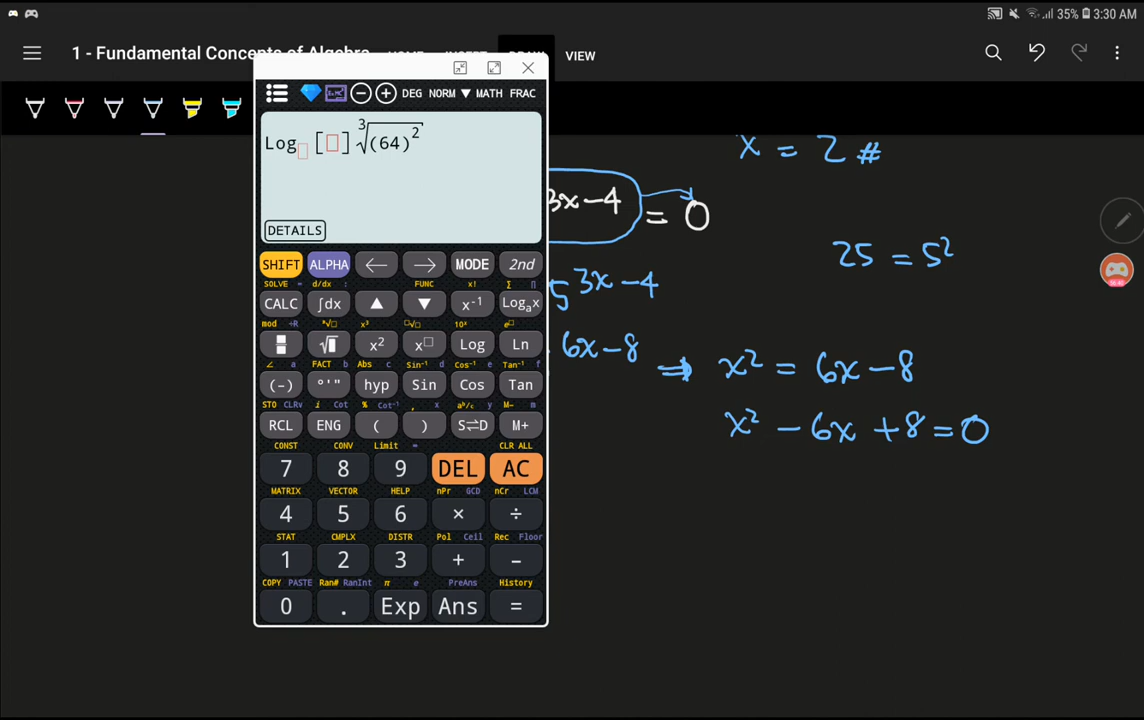 35% 3:30 AM
1 - Fundamental Concepts of Algebra
VIEW
DEG NORM ▼ MATH FRAC
Log□ [□] ³√(64)²
DETAILS
SHIFT ALPHA ← → MODE 2nd
SOLVE = d/dx : FUNC x! Σ ∏
CALC ∫dx ▲ ▼ x⁻¹ Logₐx
mod ÷R ³√□ x³ □√□ 10ˣ e□
√ x² x□ Log Ln
∠ a FACT b Abs c Sin⁻¹ d Cos⁻¹ e Tan⁻¹ f
(−) °'" hyp Sin Cos Tan
STO CLRv i Cot % Cot⁻¹ , x a b/c y M− m
RCL ENG ( ) S⇌D M+
CONST CONV Limit ∞ CLR ALL
7 8 9 DEL AC
MATRIX VECTOR HELP nPr GCD nCr LCM
4 5 6 × ÷
STAT CMPLX DISTR Pol Ceil Rec Floor
1 2 3 + −
COPY PASTE Ran# RanInt π e PreAns History
0 . Exp Ans =
x = 2 #
3x−4 = 0
25 = 5²
5^3x−4
6x−8 ⇒ x² = 6x−8
x² − 6x + 8 = 0